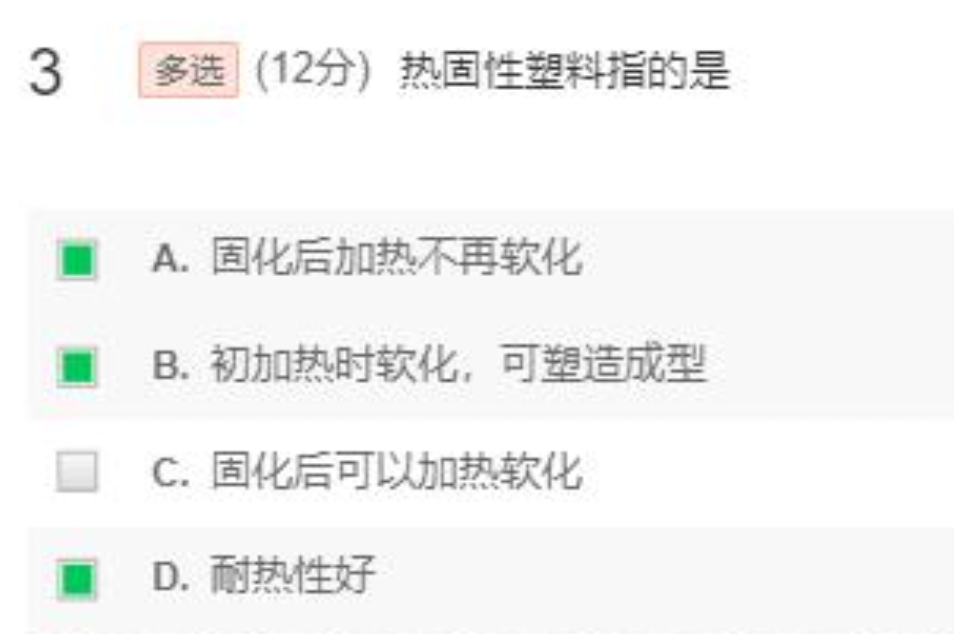 3 多选 (12分) 热固性塑料指的是
A. 固化后加热不再软化
B. 初加热时软化，可塑造成型
C. 固化后可以加热软化
D. 耐热性好